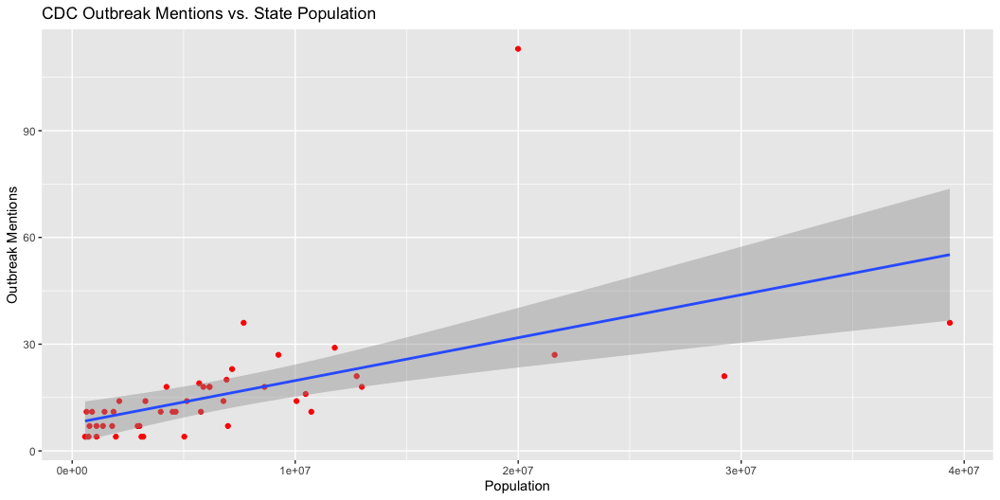 CDC Outbreak Mentions vs. State Population
Outbreak Mentions
90
60
30
0
0e+00 1e+07 2e+07 3e+07 4e+07
Population